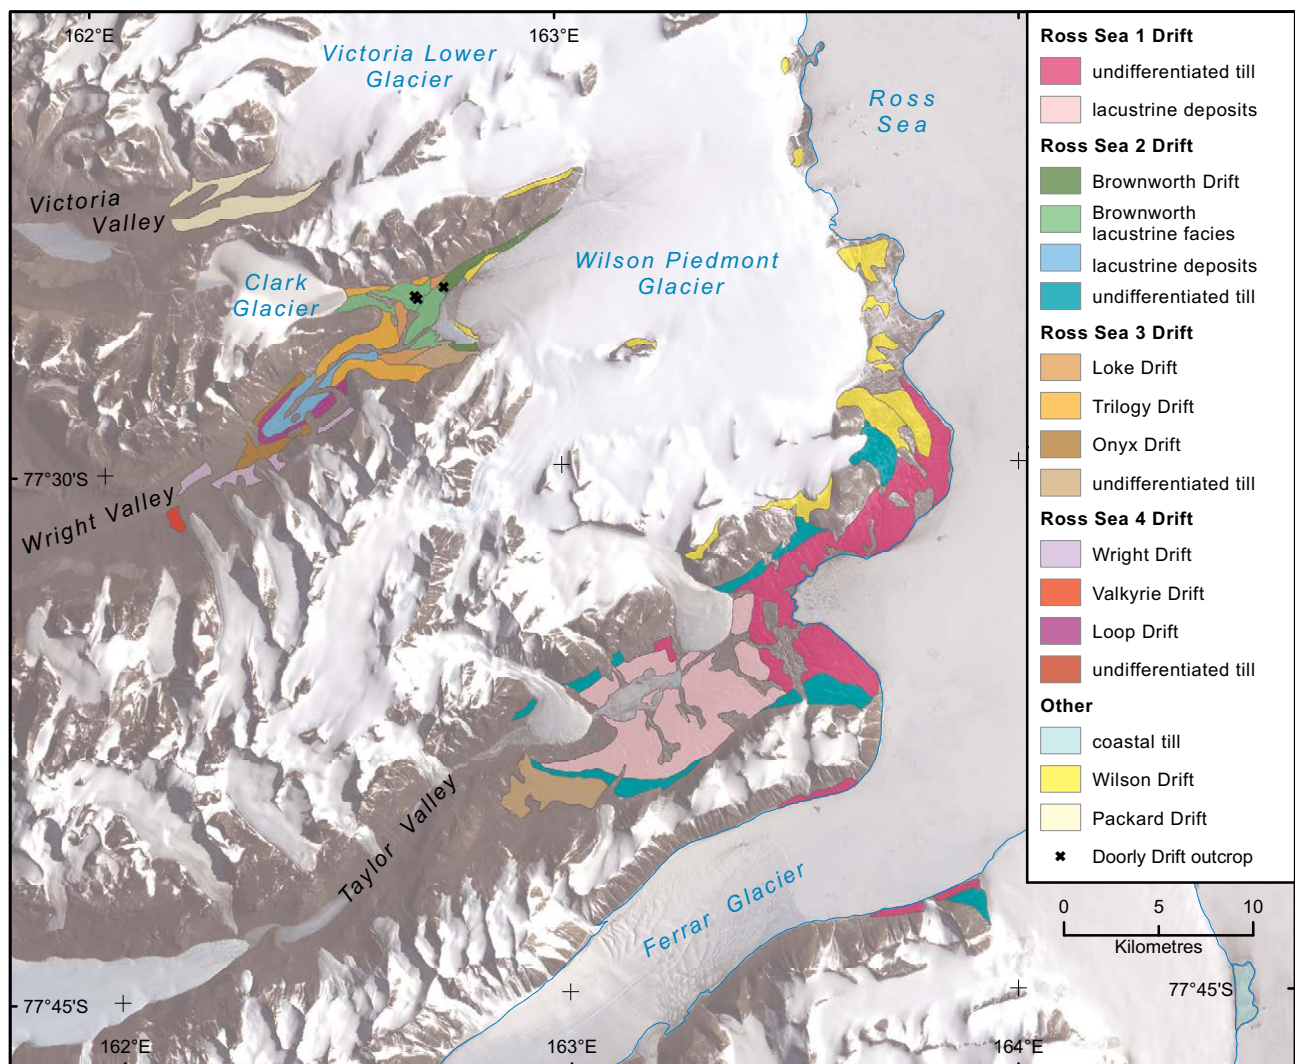 162°E
163°E
Victoria Lower
Glacier
Ross
Sea
Victoria
Valley
Clark
Glacier
Wilson Piedmont
Glacier
77°30'S
Wright Valley
Taylor Valley
Ferrar Glacier
77°45'S
77°45'S
162°E
163°E
164°E
Ross Sea 1 Drift
undifferentiated till
lacustrine deposits
Ross Sea 2 Drift
Brownworth Drift
Brownworth
lacustrine facies
lacustrine deposits
undifferentiated till
Ross Sea 3 Drift
Loke Drift
Trilogy Drift
Onyx Drift
undifferentiated till
Ross Sea 4 Drift
Wright Drift
Valkyrie Drift
Loop Drift
undifferentiated till
Other
coastal till
Wilson Drift
Packard Drift
Doorly Drift outcrop
0 5 10
Kilometres